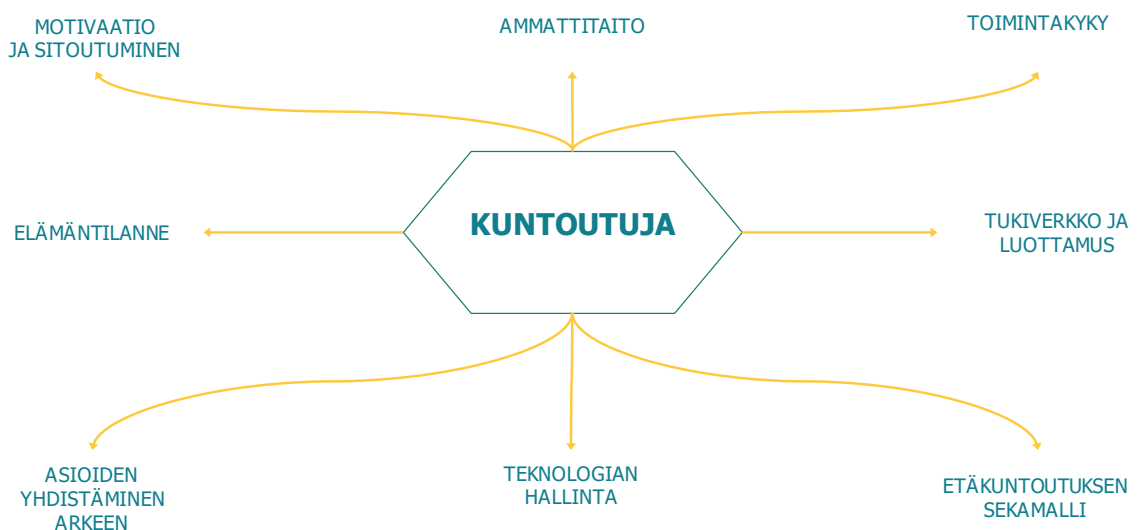 MOTIVAATIO
JA SITOUTUMINEN
AMMATTITAITO
TOIMINTAKYKY
ELÄMÄNTILANNE
KUNTOUTUJA
TUKIVERKKO JA
LUOTTAMUS
ASIOIDEN
YHDISTÄMINEN
ARKEEN
TEKNOLOGIAN
HALLINTA
ETÄKUNTOUTUKSEN
SEKAMALLI